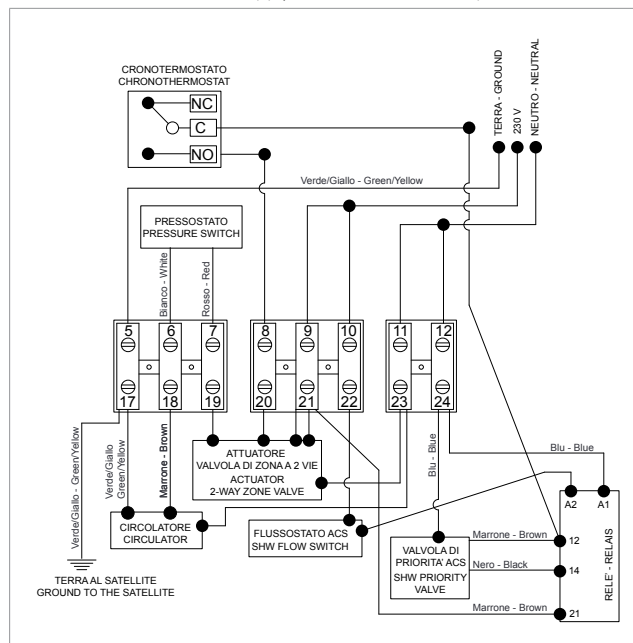 CRONOTERMOSTATO
CHRONOTHERMOSTAT
NC
C
NO
TERRA - GROUND
230 V
NEUTRO - NEUTRAL
Verde/Giallo - Green/Yellow
PRESSOSTATO
PRESSURE SWITCH
Bianco - White
Rosso - Red
5
6
7
8
9
10
11
12
17
18
19
20
21
22
23
24
Verde/Giallo - Green/Yellow
Verde/Giallo
Green/Yellow
Marrone - Brown
ATTUATORE
VALVOLA DI ZONA A 2 VIE
ACTUATOR
2-WAY ZONE VALVE
Blu - Blue
Blu - Blue
A2
A1
CIRCOLATORE
CIRCULATOR
FLUSSOSTATO ACS
SHW FLOW SWITCH
VALVOLA DI
PRIORITA' ACS
SHW PRIORITY
VALVE
Marrone - Brown
12
Nero - Black
14
Marrone - Brown
21
RELE' - RELAIS
TERRA AL SATELLITE
GROUND TO THE SATELLITE